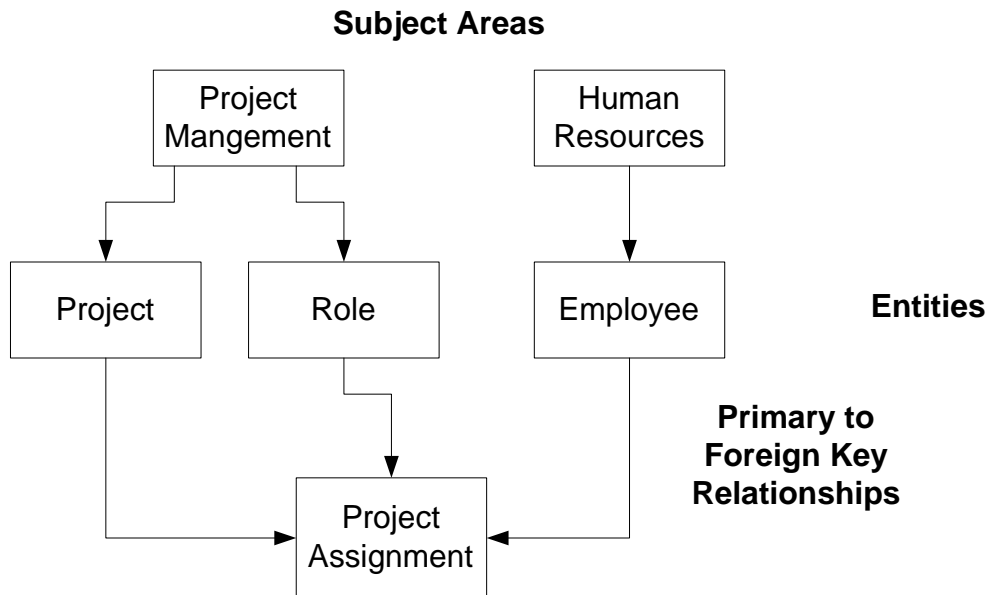 Subject Areas
Project
Mangement
Human
Resources
Project
Role
Employee
Entities
Primary to
Foreign Key
Relationships
Project
Assignment